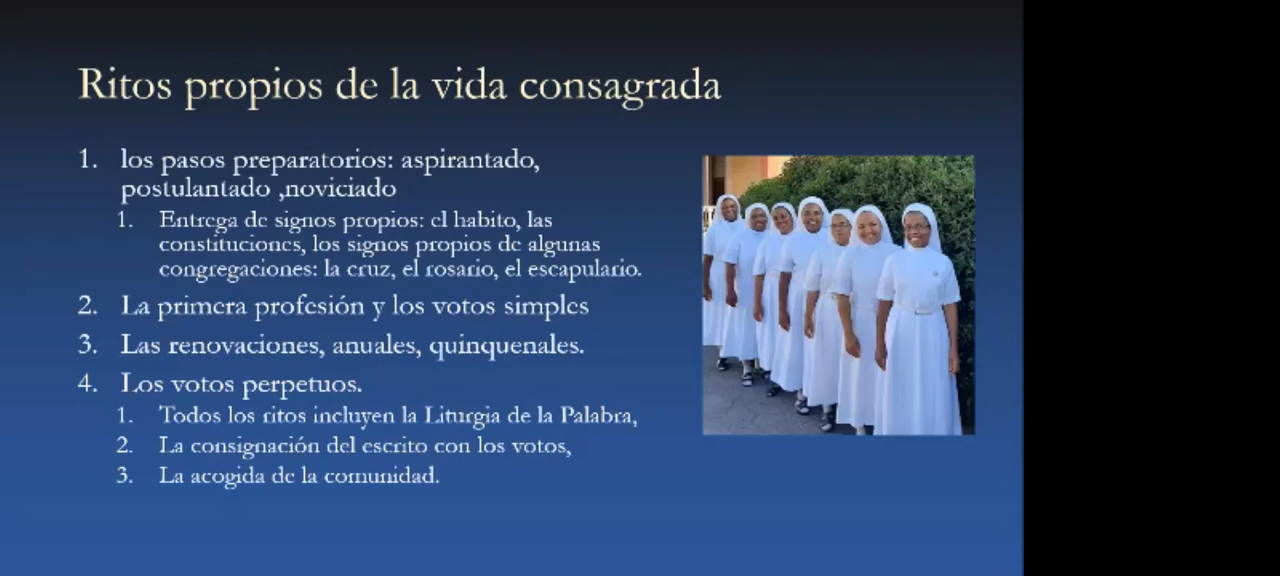 Ritos propios de la vida consagrada
1. los pasos preparatorios: aspirantado,
postulantado ,noviciado
1. Entrega de signos propios: el habito, las
constituciones, los signos propios de algunas
congregaciones: la cruz, el rosario, el escapulario.
2. La primera profesión y los votos simples
3. Las renovaciones, anuales, quinquenales.
4. Los votos perpetuos.
1. Todos los ritos incluyen la Liturgia de la Palabra,
2. La consignación del escrito con los votos,
3. La acogida de la comunidad.